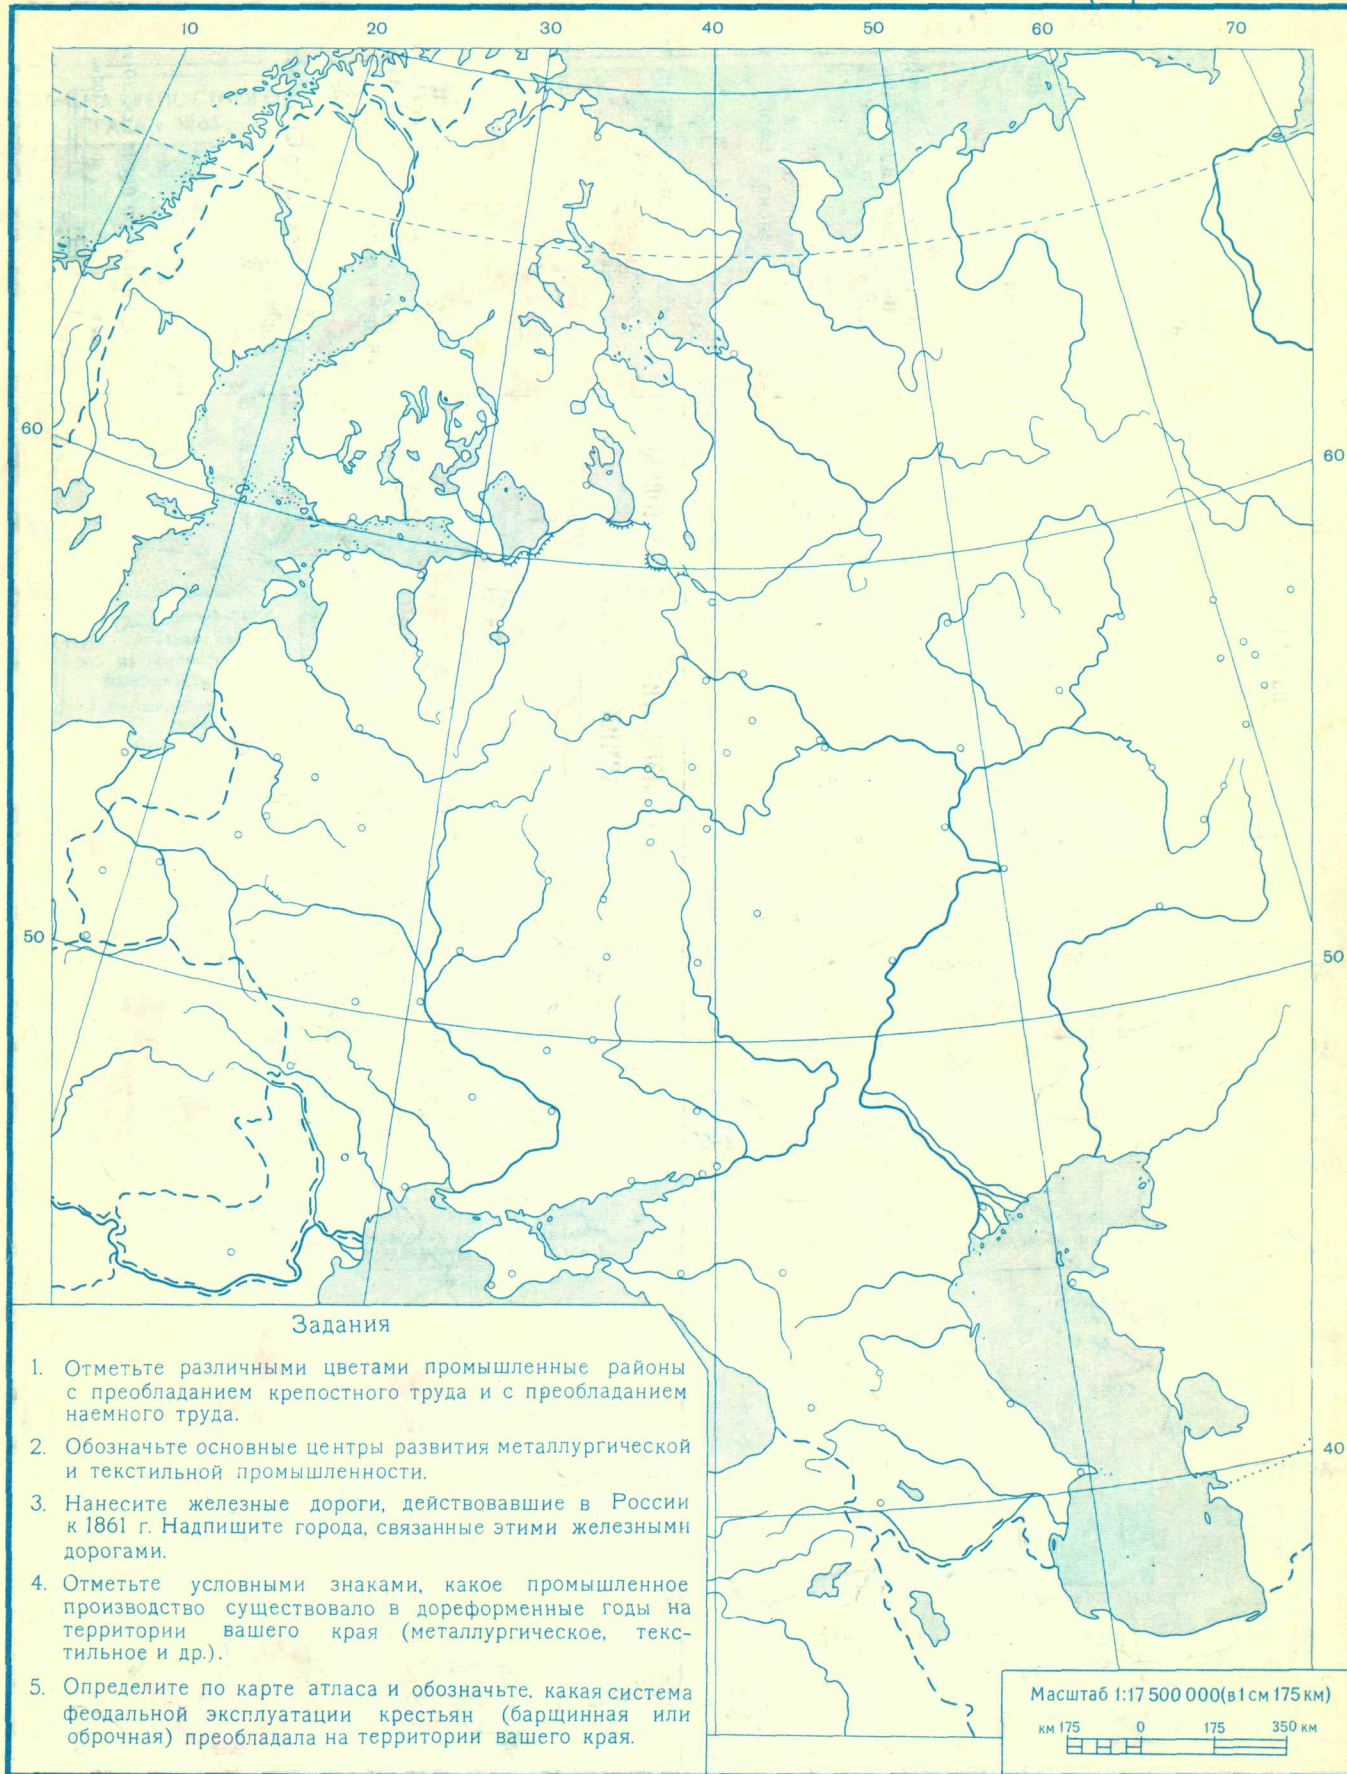 10 20 30 40 50 60 70
60
60
50
50
40
Задания
1. Отметьте различными цветами промышленные районы
с преобладанием крепостного труда и с преобладанием
наемного труда.
2. Обозначьте основные центры развития металлургической
и текстильной промышленности.
3. Нанесите железные дороги, действовавшие в России
к 1861 г. Надпишите города, связанные этими железными
дорогами.
4. Отметьте условными знаками, какое промышленное
производство существовало в дореформенные годы на
территории вашего края (металлургическое, текс-
тильное и др.).
5. Определите по карте атласа и обозначьте, какая система
феодальной эксплуатации крестьян (барщинная или
оброчная) преобладала на территории вашего края.
Масштаб 1:17 500 000(в 1 см 175 км)
км 175 0 175 350 км